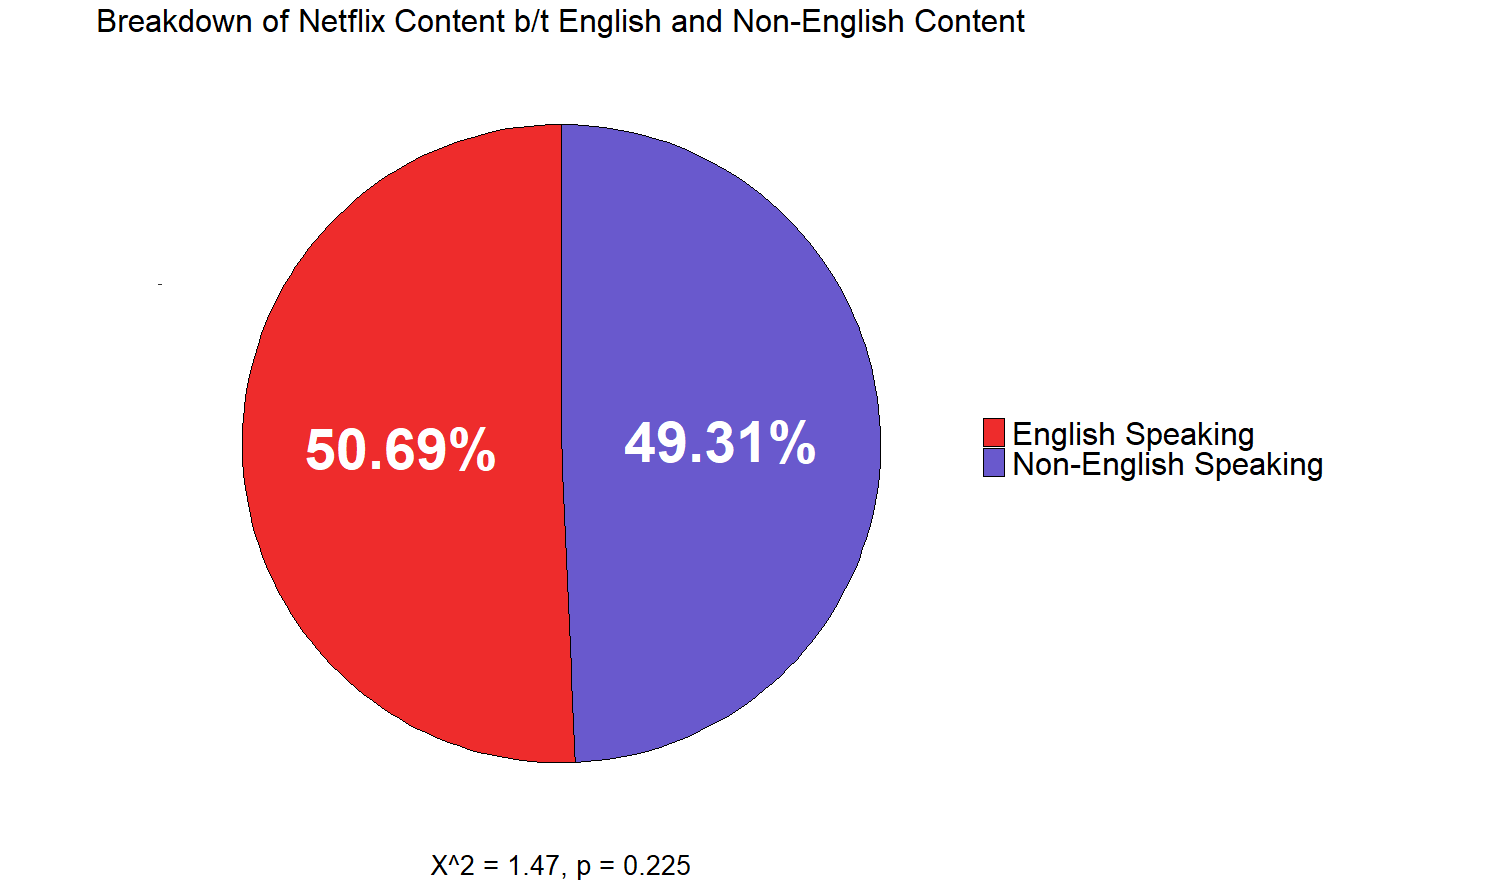 Breakdown of Netflix Content b/t English and Non-English Content
50.69%
49.31%
English Speaking
Non-English Speaking
X^2 = 1.47, p = 0.225